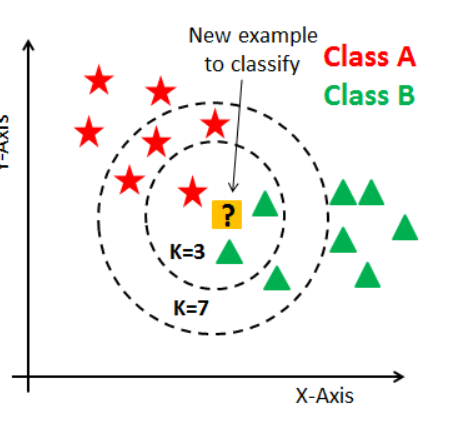 New example
to classify
Class A
Class B
Y-Axis
?
K=3
K=7
X-Axis